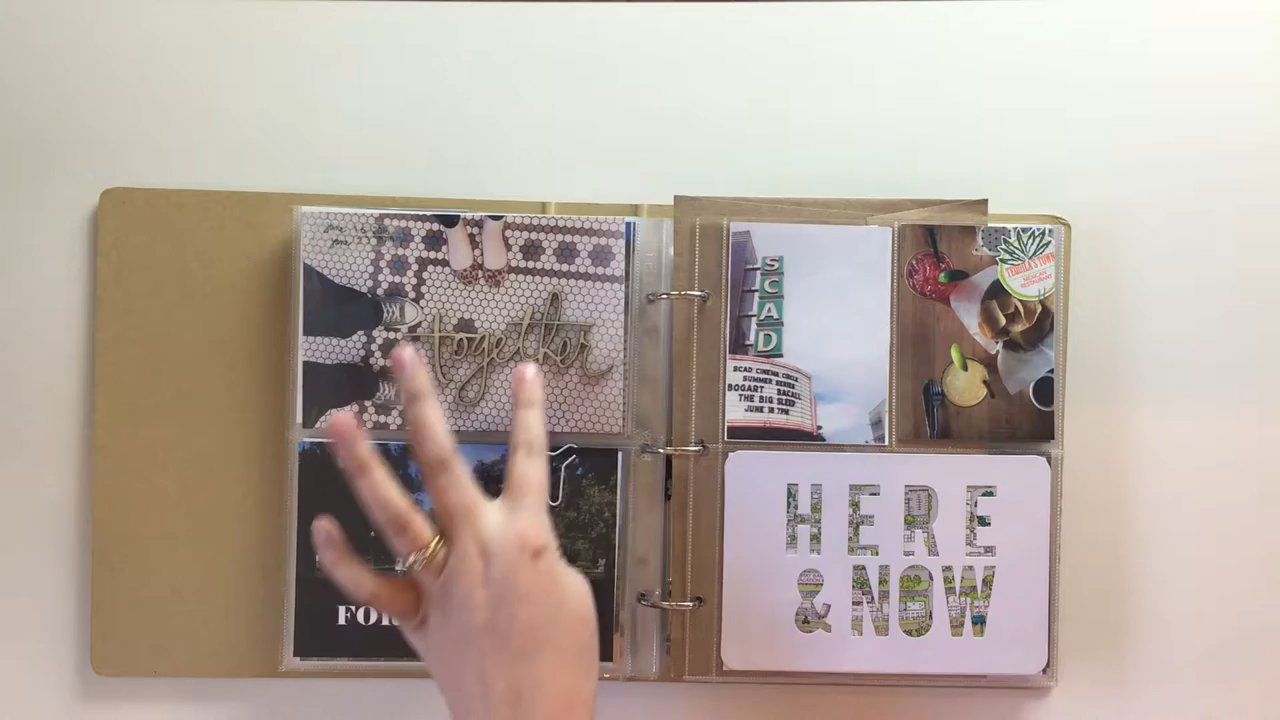 together
FOR
SCAD
SCAD CINEMA CIRCLE
SUMMER SERIES
BOGART BACALL
THE BIG SLEEP
JUNE 18 7PM
TEQUILA'S TOWN
MEXICAN
RESTAURANT
HERE
& NOW